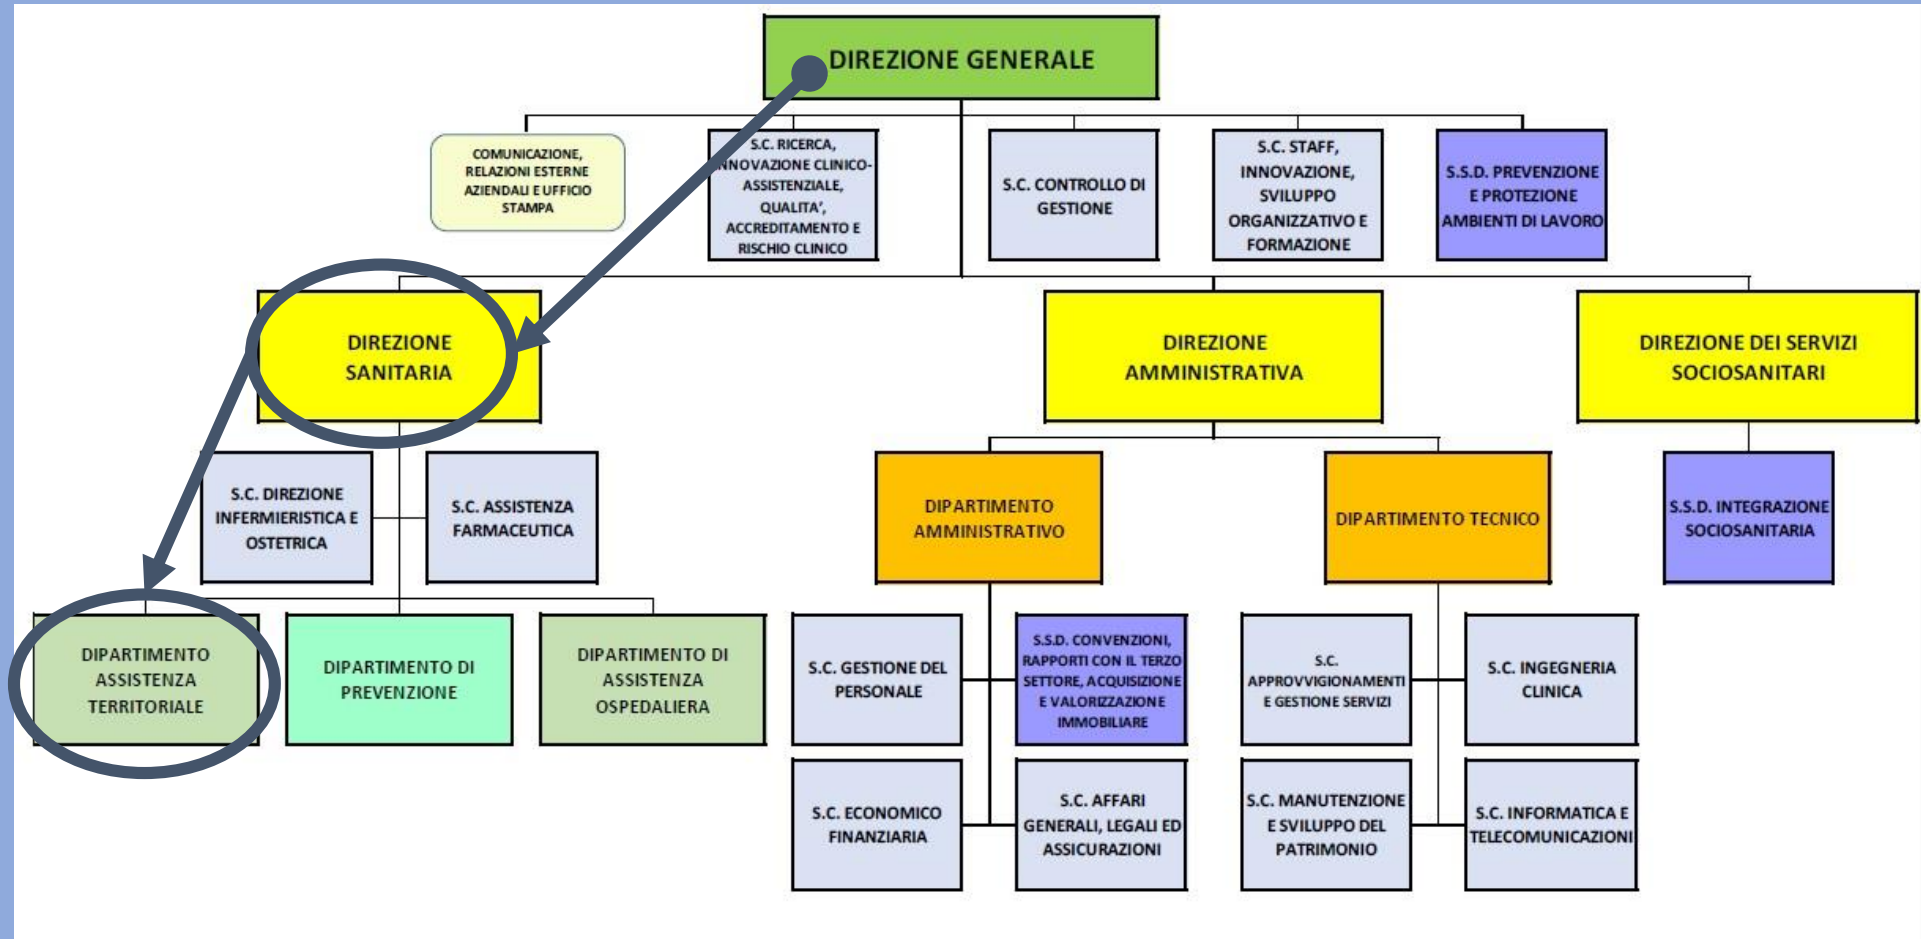 DIREZIONE GENERALE
COMUNICAZIONE,
RELAZIONI ESTERNE
AZIENDALI E UFFICIO
STAMPA
S.C. RICERCA,
INNOVAZIONE CLINICO-
ASSISTENZIALE,
QUALITA',
ACCREDITAMENTO E
RISCHIO CLINICO
S.C. CONTROLLO DI
GESTIONE
S.C. STAFF,
INNOVAZIONE,
SVILUPPO
ORGANIZZATIVO E
FORMAZIONE
S.S.D. PREVENZIONE
E PROTEZIONE
AMBIENTI DI LAVORO
DIREZIONE
SANITARIA
DIREZIONE
AMMINISTRATIVA
DIREZIONE DEI SERVIZI
SOCIOSANITARI
S.C. DIREZIONE
INFERMIERISTICA E
OSTETRICA
S.C. ASSISTENZA
FARMACEUTICA
DIPARTIMENTO
AMMINISTRATIVO
DIPARTIMENTO TECNICO
S.S.D. INTEGRAZIONE
SOCIOSANITARIA
DIPARTIMENTO
ASSISTENZA
TERRITORIALE
DIPARTIMENTO DI
PREVENZIONE
DIPARTIMENTO DI
ASSISTENZA
OSPEDALIERA
S.C. GESTIONE DEL
PERSONALE
S.S.D. CONVENZIONI,
RAPPORTI CON IL TERZO
SETTORE, ACQUISIZIONE
E VALORIZZAZIONE
IMMOBILIARE
S.C.
APPROVVIGIONAMENTI
E GESTIONE SERVIZI
S.C. INGEGNERIA
CLINICA
S.C. ECONOMICO
FINANZIARIA
S.C. AFFARI
GENERALI, LEGALI ED
ASSICURAZIONI
S.C. MANUTENZIONE
E SVILUPPO DEL
PATRIMONIO
S.C. INFORMATICA E
TELECOMUNICAZIONI